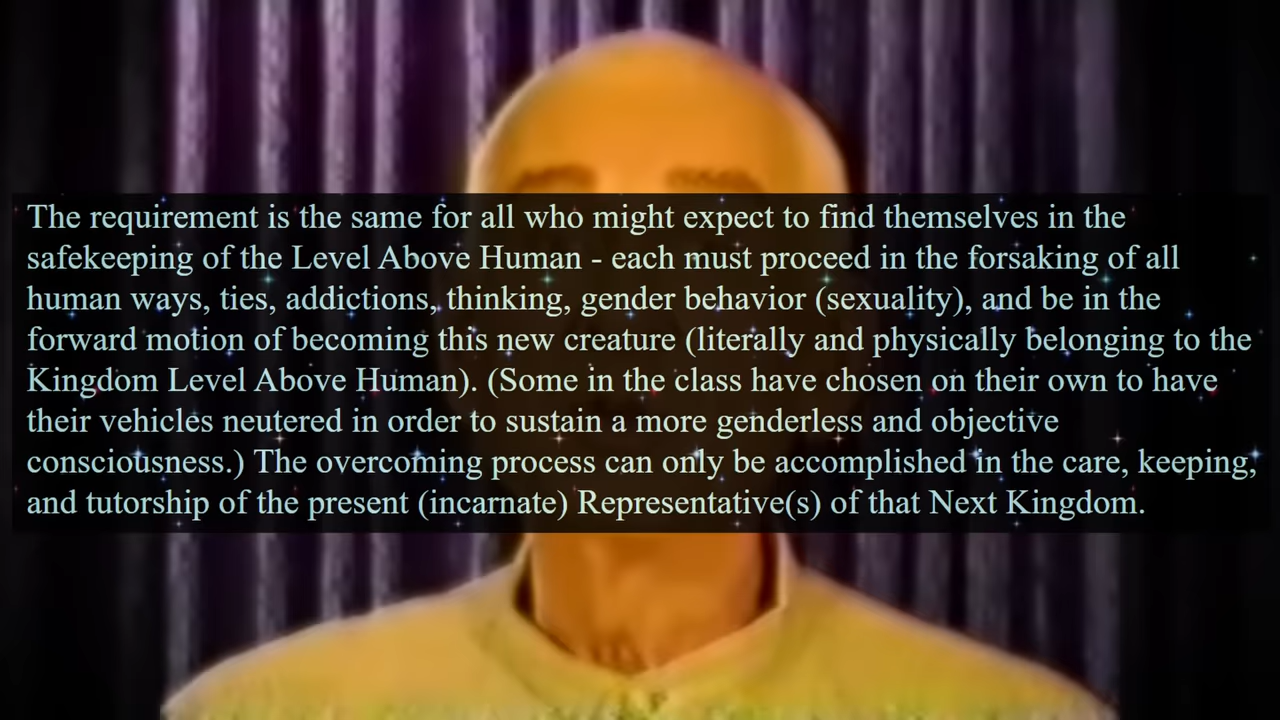 The requirement is the same for all who might expect to find themselves in the
safekeeping of the Level Above Human - each must proceed in the forsaking of all
human ways, ties, addictions, thinking, gender behavior (sexuality), and be in the
forward motion of becoming this new creature (literally and physically belonging to the
Kingdom Level Above Human). (Some in the class have chosen on their own to have
their vehicles neutered in order to sustain a more genderless and objective
consciousness.) The overcoming process can only be accomplished in the care, keeping,
and tutorship of the present (incarnate) Representative(s) of that Next Kingdom.